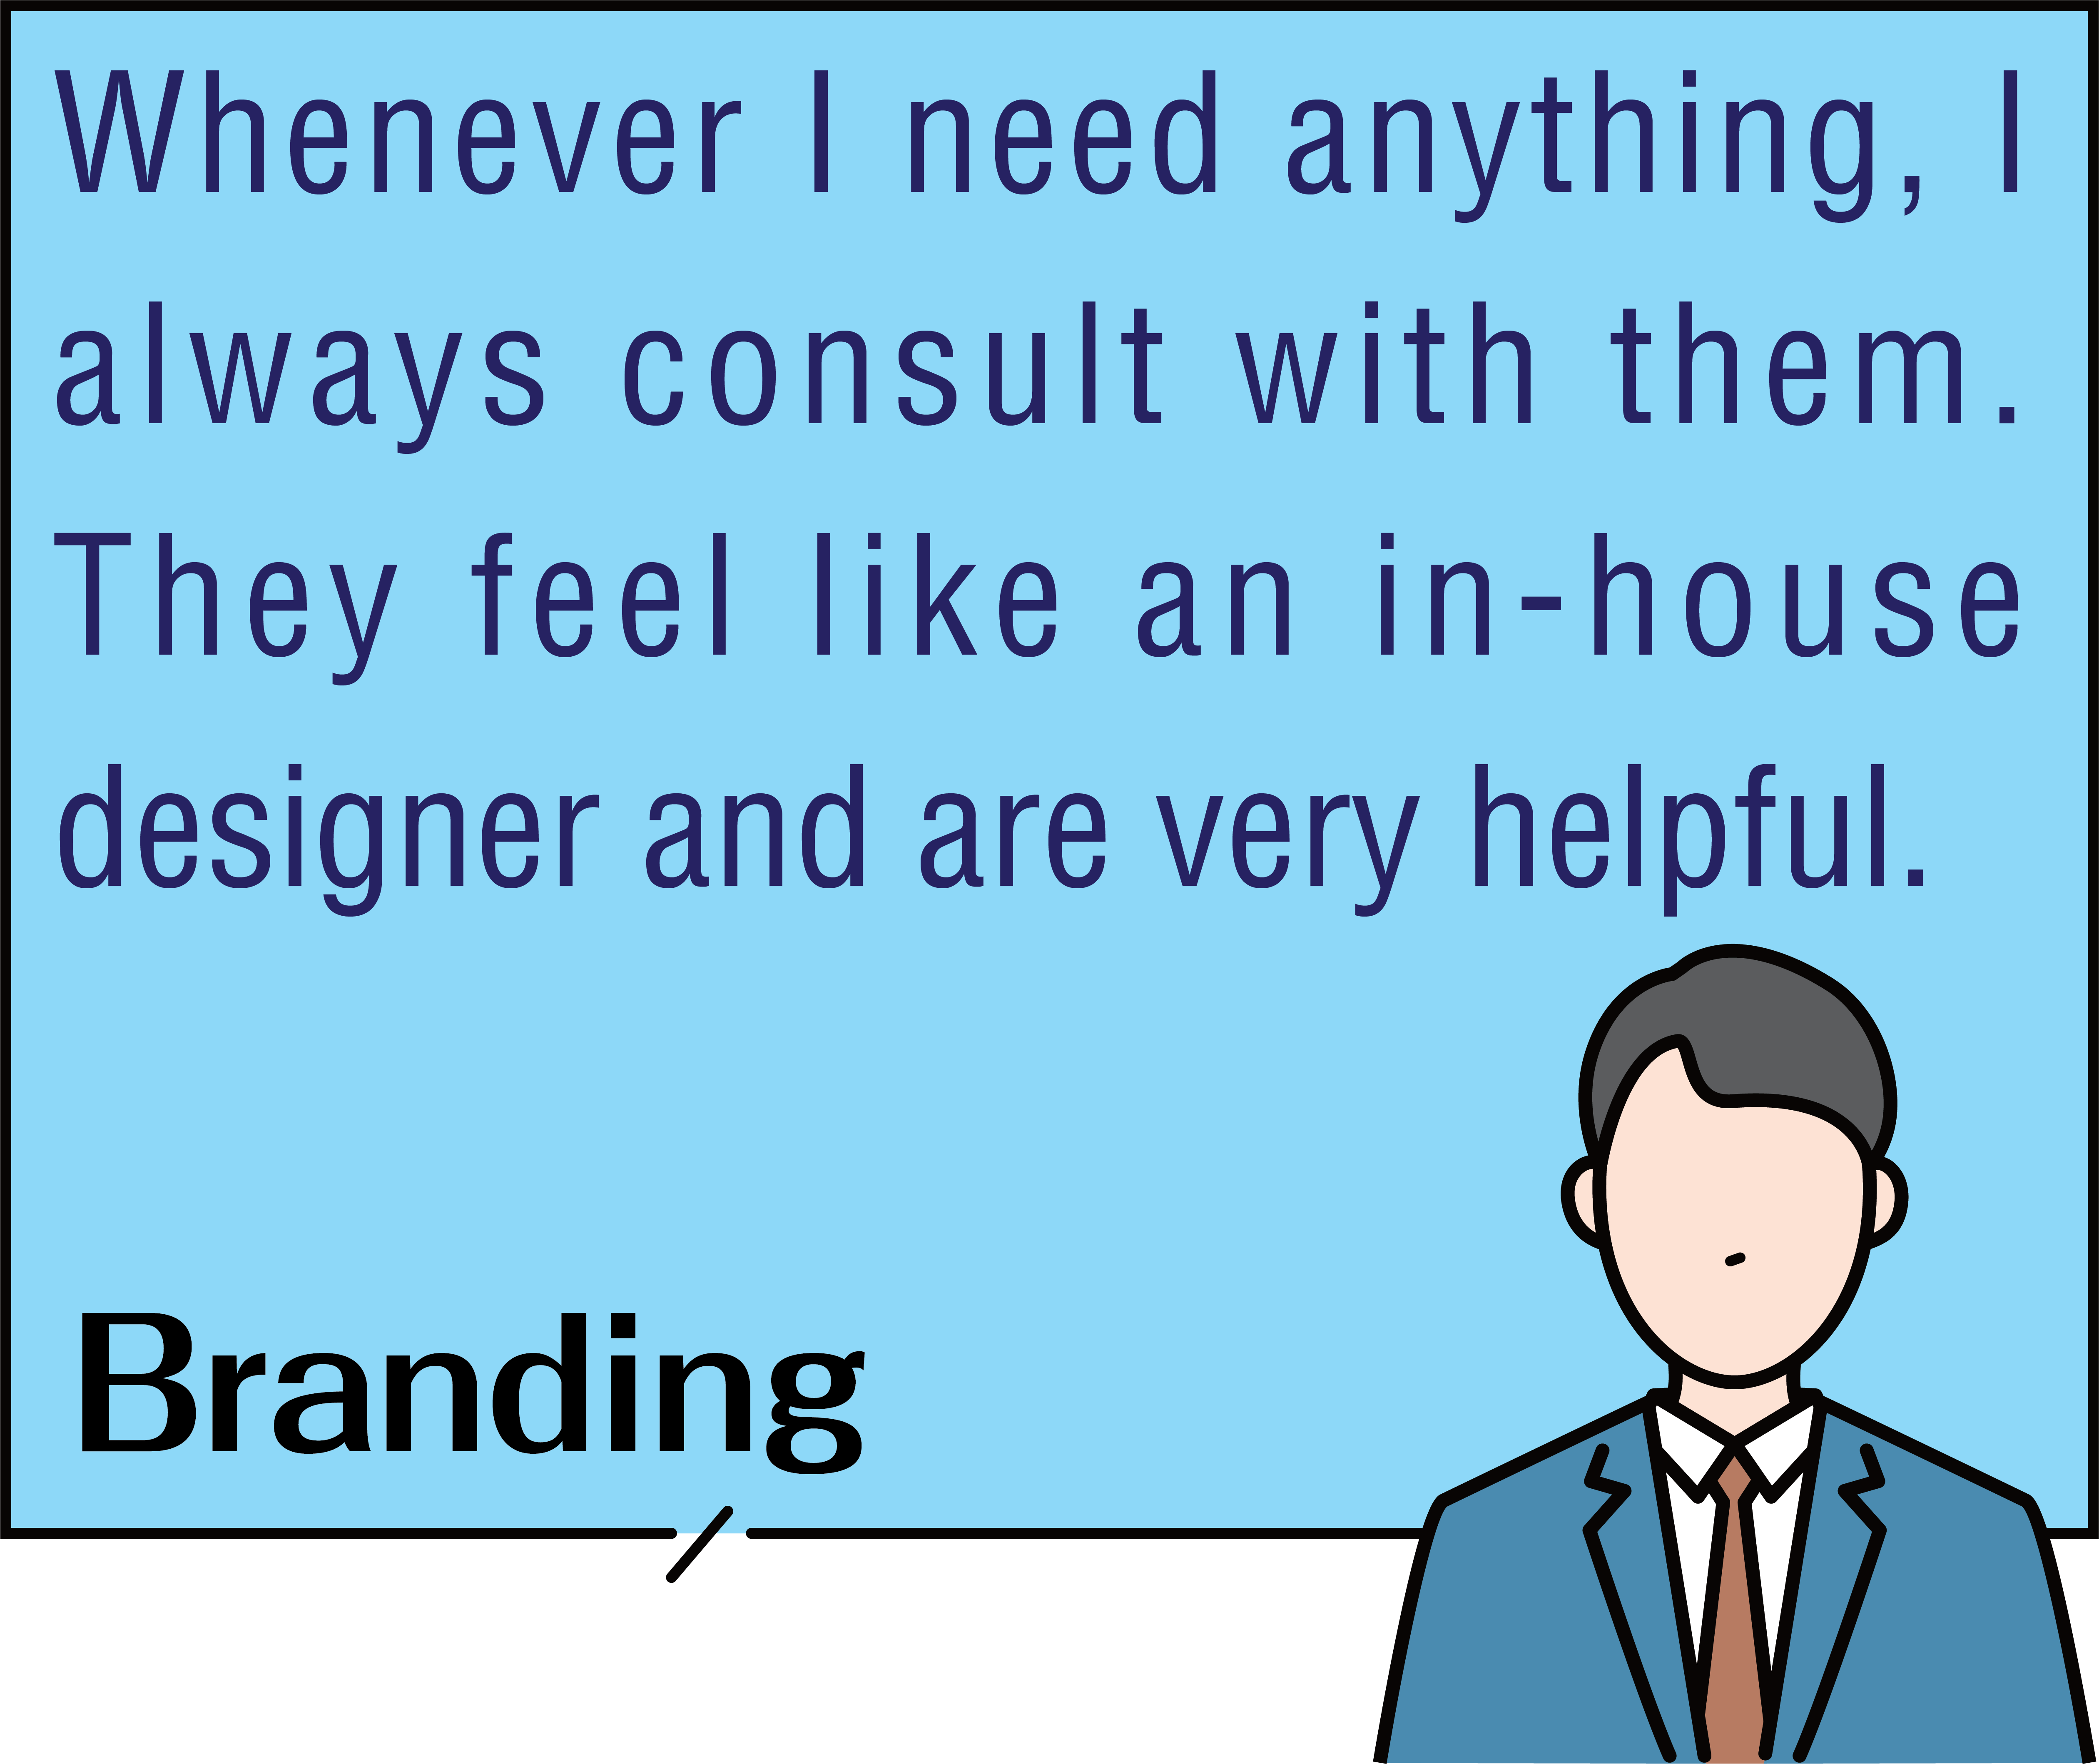 Whenever I need anything, I
always consult with them.
They feel like an in-house
designer and are very helpful.
Branding